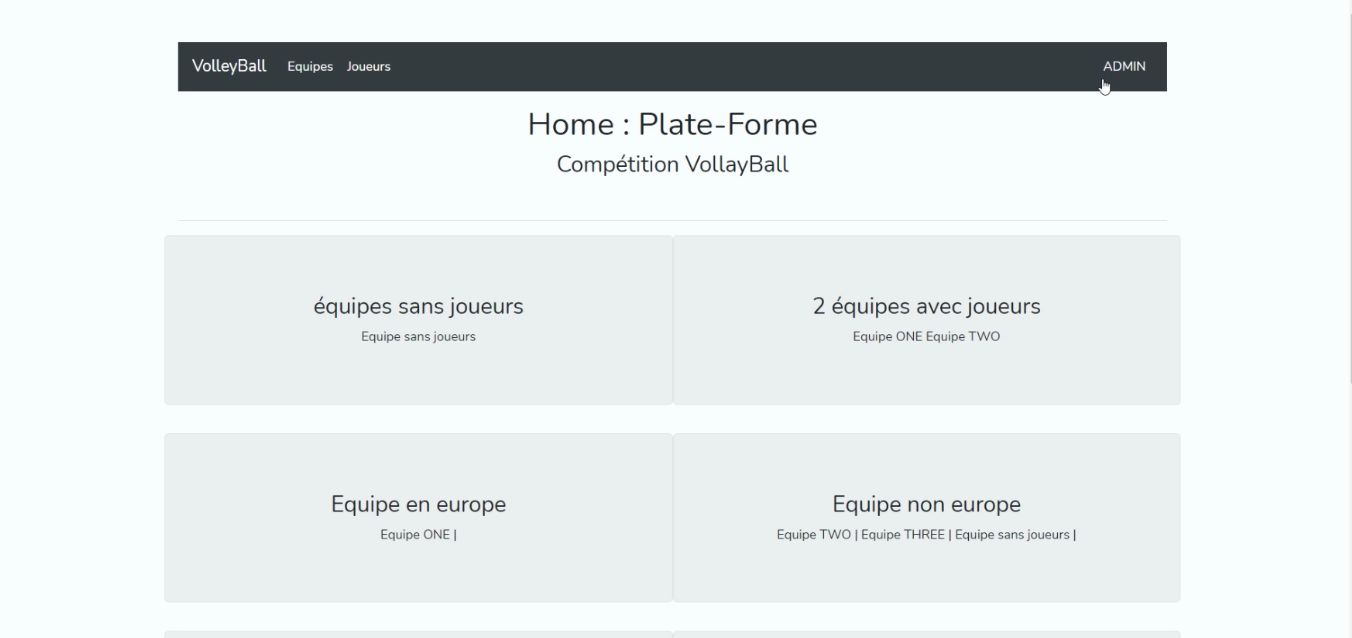 VolleyBall Equipes Joueurs ADMIN
Home : Plate-Forme
Compétition VollayBall
équipes sans joueurs
Equipe sans joueurs
2 équipes avec joueurs
Equipe ONE Equipe TWO
Equipe en europe
Equipe ONE |
Equipe non europe
Equipe TWO | Equipe THREE | Equipe sans joueurs |